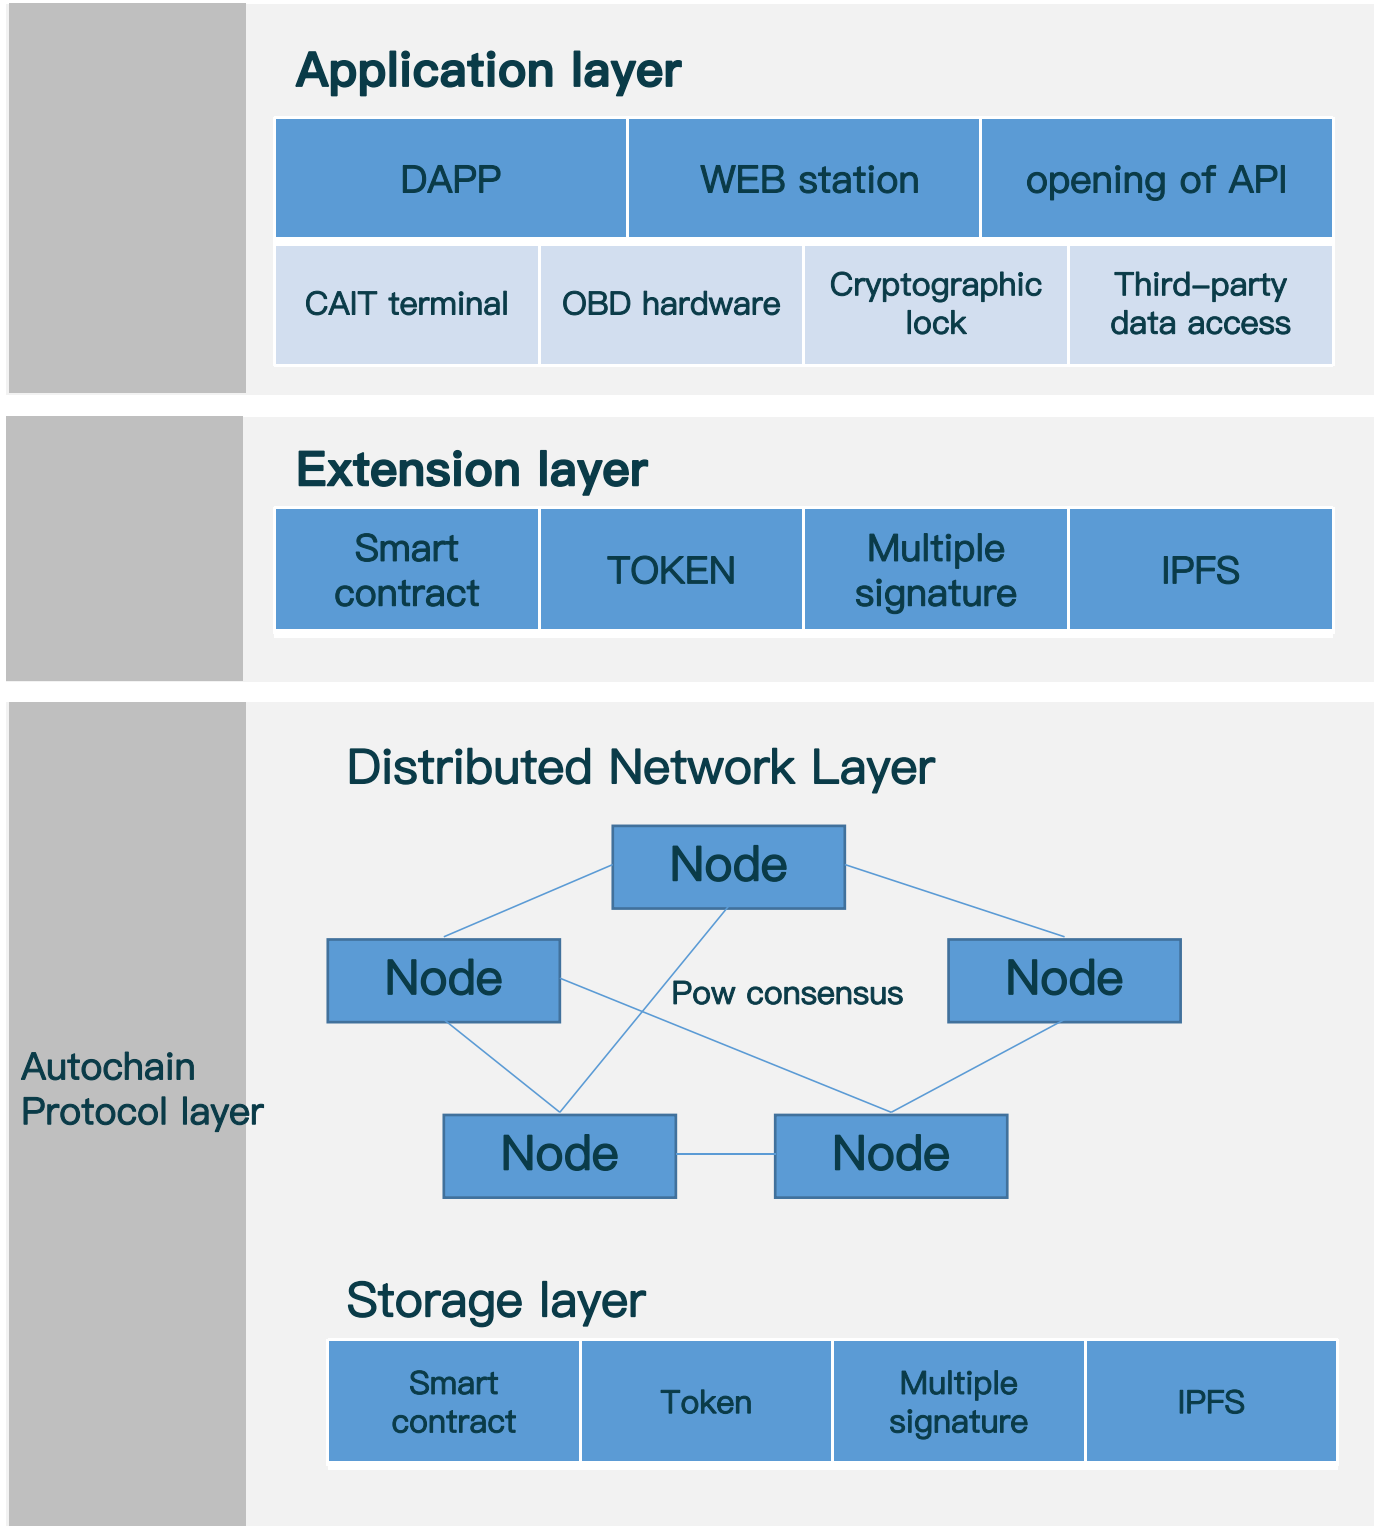 Application layer
DAPP
WEB station
opening of API
CAIT terminal
OBD hardware
Cryptographic
lock
Third-party
data access
Extension layer
Smart
contract
TOKEN
Multiple
signature
IPFS
Distributed Network Layer
Node
Node
Node
Pow consensus
Autochain
Protocol layer
Node
Node
Storage layer
Smart
contract
Token
Multiple
signature
IPFS